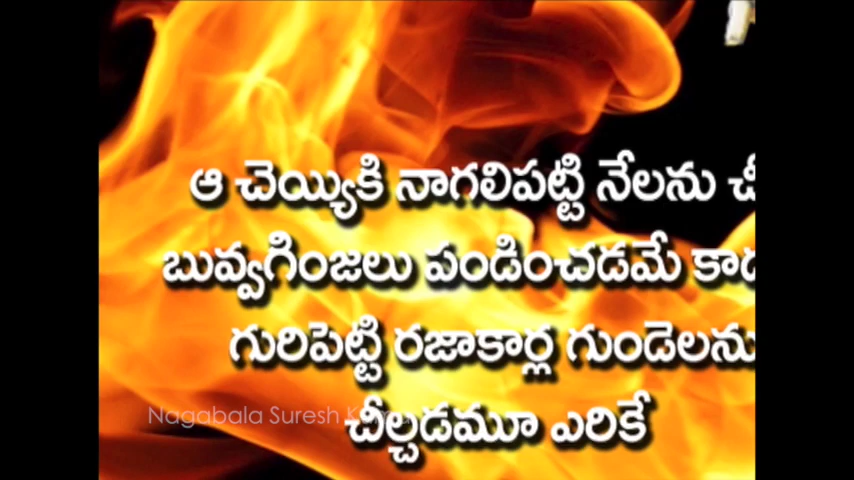 ఆ చెయ్యికి నాగలిపట్టి నేలను
బువ్వగింజలు పండించడమే
గురిపెట్టి రజాకార్ల గుండెలను
చీల్చడమూ ఎరికే
Nagabala Suresh